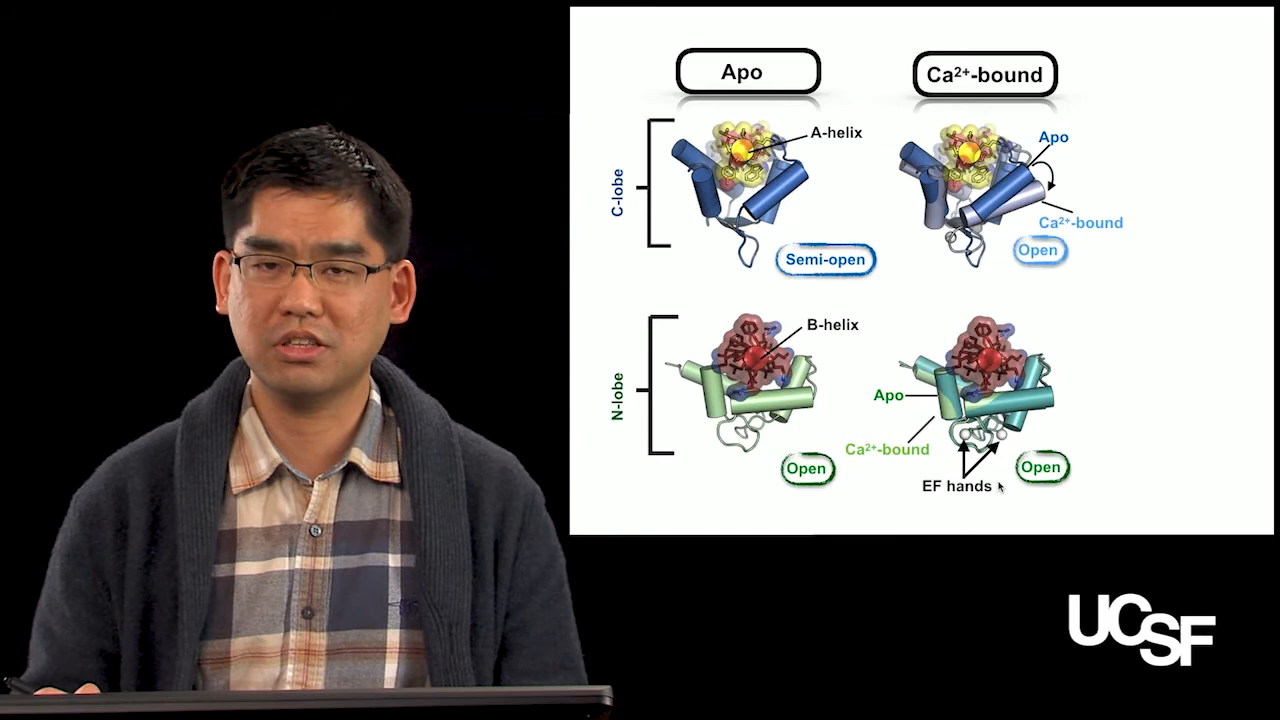 Apo
Ca²⁺-bound
A-helix
Apo
C-lobe
Ca²⁺-bound
Semi-open
Open
B-helix
N-lobe
Apo
Ca²⁺-bound
Open
Open
EF hands
UCSF